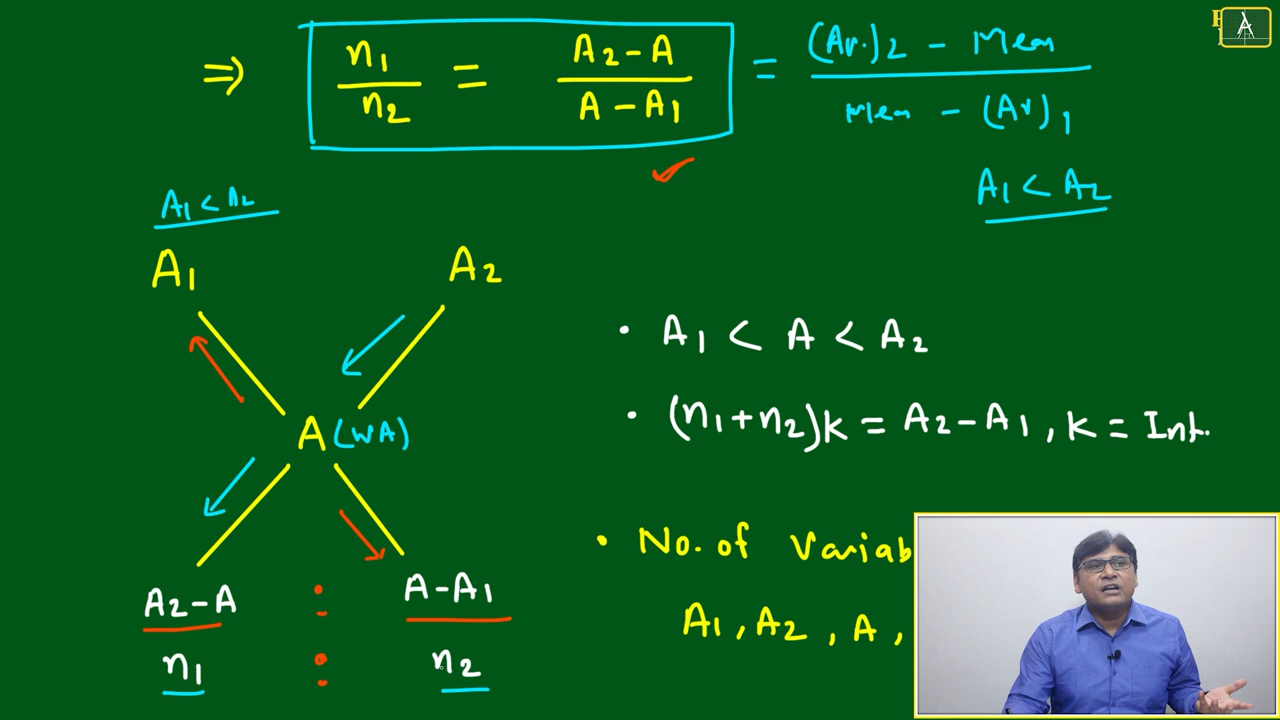 ⇒ n1/n2 = A2-A/A-A1 = (Av.)2 - Mean/Mean - (Av)1
A1 < A2
A1 < A2
A1 A2
A (WA)
A2-A : A-A1
n1 : n2
• A1 < A < A2
• (n1+n2)k = A2-A1, k = Int.
• No. of Variab
A1, A2, A,